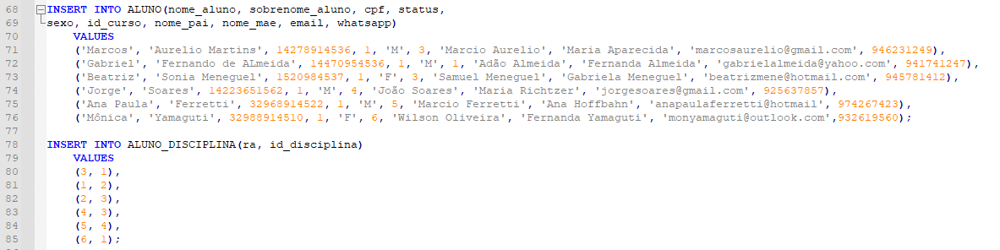 68 INSERT INTO ALUNO(nome_aluno, sobrenome_aluno, cpf, status,
69 sexo, id_curso, nome_pai, nome_mae, email, whatsapp)
70 VALUES
71 ('Marcos', 'Aurelio Martins', 14278914536, 1, 'M', 3, 'Marcio Aurelio', 'Maria Aparecida', 'marcosaurelio@gmail.com', 946231249),
72 ('Gabriel', 'Fernando de ALmeida', 14470954536, 1, 'M', 1, 'Adão Almeida', 'Fernanda Almeida', 'gabrielalmeida@yahoo.com', 941741247),
73 ('Beatriz', 'Sonia Meneguel', 1520984537, 1, 'F', 3, 'Samuel Meneguel', 'Gabriela Meneguel', 'beatrizmene@hotmail.com', 945781412),
74 ('Jorge', 'Soares', 14223651562, 1, 'M', 4, 'João Soares', 'Maria Richtzer', 'jorgesoares@gmail.com', 925637857),
75 ('Ana Paula', 'Ferretti', 32968914522, 1, 'M', 5, 'Marcio Ferretti', 'Ana Hoffbahn', 'anapaulaferretti@hotmail', 974267423),
76 ('Mônica', 'Yamaguti', 32988914510, 1, 'F', 6, 'Wilson Oliveira', 'Fernanda Yamaguti', 'monyamaguti@outlook.com',932619560);
77
78 INSERT INTO ALUNO_DISCIPLINA(ra, id_disciplina)
79 VALUES
80 (3, 1),
81 (1, 2),
82 (2, 3),
83 (4, 3),
84 (5, 4),
85 (6, 1);